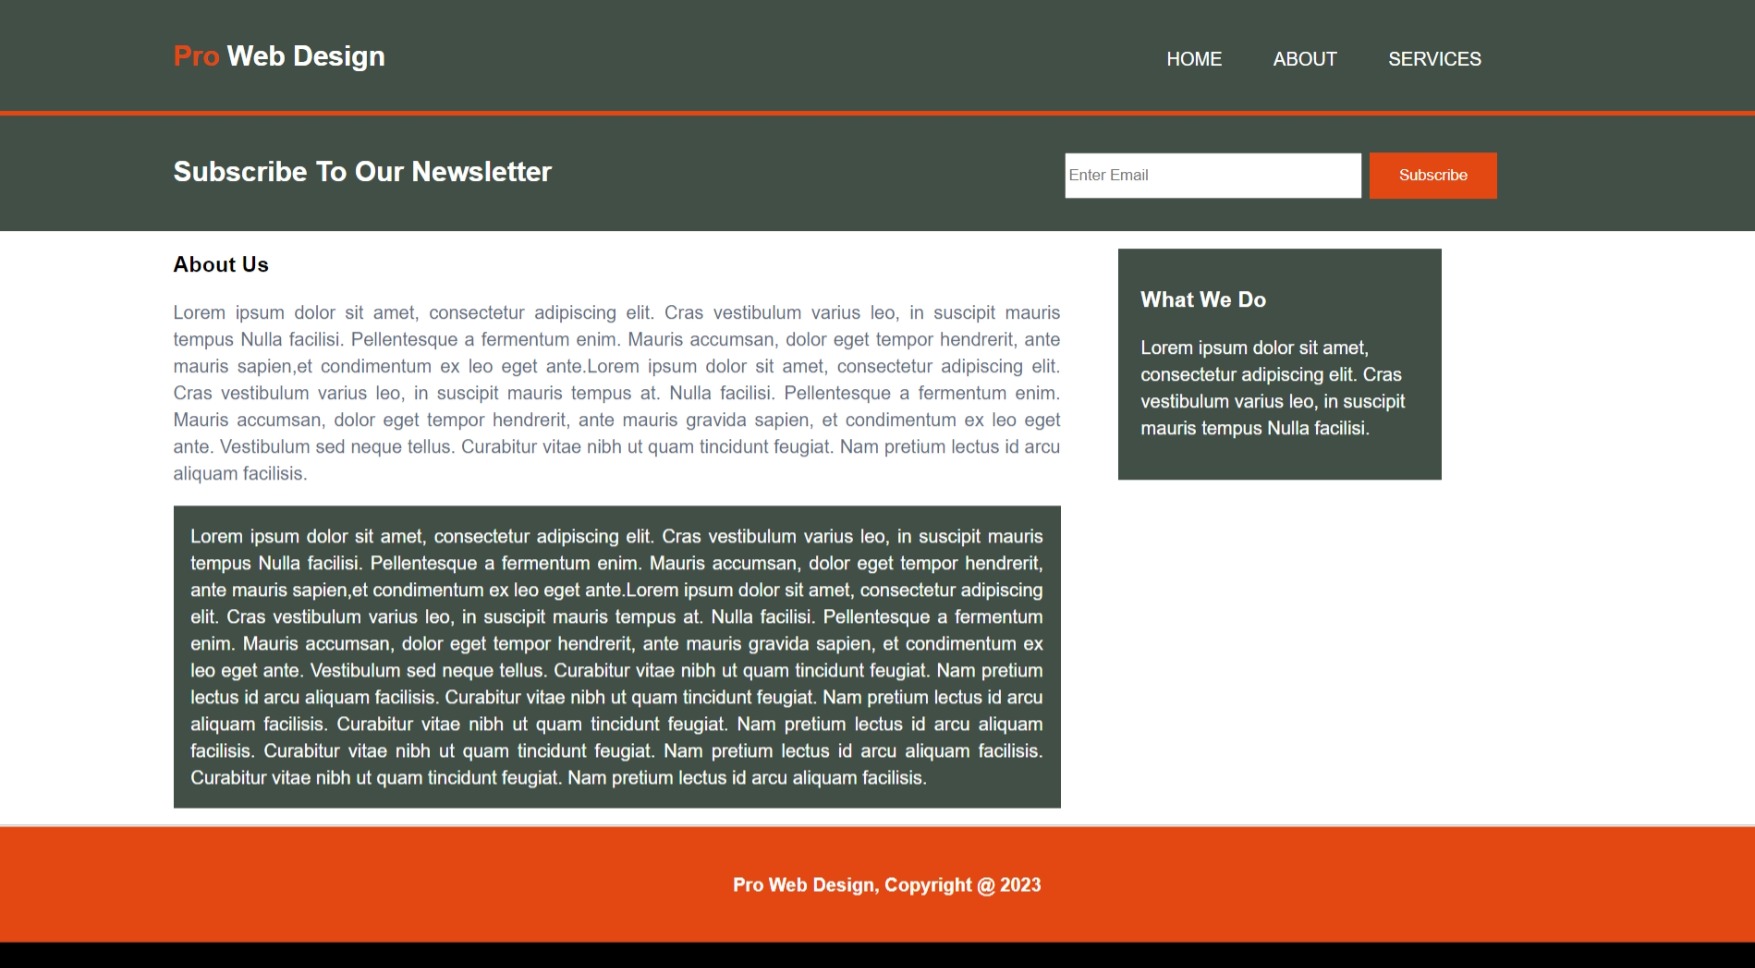 Pro Web Design
HOME ABOUT SERVICES
Subscribe To Our Newsletter
Enter Email
Subscribe
About Us
Lorem ipsum dolor sit amet, consectetur adipiscing elit. Cras vestibulum varius leo, in suscipit mauris
tempus Nulla facilisi. Pellentesque a fermentum enim. Mauris accumsan, dolor eget tempor hendrerit, ante
mauris sapien,et condimentum ex leo eget ante.Lorem ipsum dolor sit amet, consectetur adipiscing elit.
Cras vestibulum varius leo, in suscipit mauris tempus at. Nulla facilisi. Pellentesque a fermentum enim.
Mauris accumsan, dolor eget tempor hendrerit, ante mauris gravida sapien, et condimentum ex leo eget
ante. Vestibulum sed neque tellus. Curabitur vitae nibh ut quam tincidunt feugiat. Nam pretium lectus id arcu
aliquam facilisis.
Lorem ipsum dolor sit amet, consectetur adipiscing elit. Cras vestibulum varius leo, in suscipit mauris
tempus Nulla facilisi. Pellentesque a fermentum enim. Mauris accumsan, dolor eget tempor hendrerit,
ante mauris sapien,et condimentum ex leo eget ante.Lorem ipsum dolor sit amet, consectetur adipiscing
elit. Cras vestibulum varius leo, in suscipit mauris tempus at. Nulla facilisi. Pellentesque a fermentum
enim. Mauris accumsan, dolor eget tempor hendrerit, ante mauris gravida sapien, et condimentum ex
leo eget ante. Vestibulum sed neque tellus. Curabitur vitae nibh ut quam tincidunt feugiat. Nam pretium
lectus id arcu aliquam facilisis. Curabitur vitae nibh ut quam tincidunt feugiat. Nam pretium lectus id arcu
aliquam facilisis. Curabitur vitae nibh ut quam tincidunt feugiat. Nam pretium lectus id arcu aliquam
facilisis. Curabitur vitae nibh ut quam tincidunt feugiat. Nam pretium lectus id arcu aliquam facilisis.
Curabitur vitae nibh ut quam tincidunt feugiat. Nam pretium lectus id arcu aliquam facilisis.
What We Do
Lorem ipsum dolor sit amet,
consectetur adipiscing elit. Cras
vestibulum varius leo, in suscipit
mauris tempus Nulla facilisi.
Pro Web Design, Copyright @ 2023